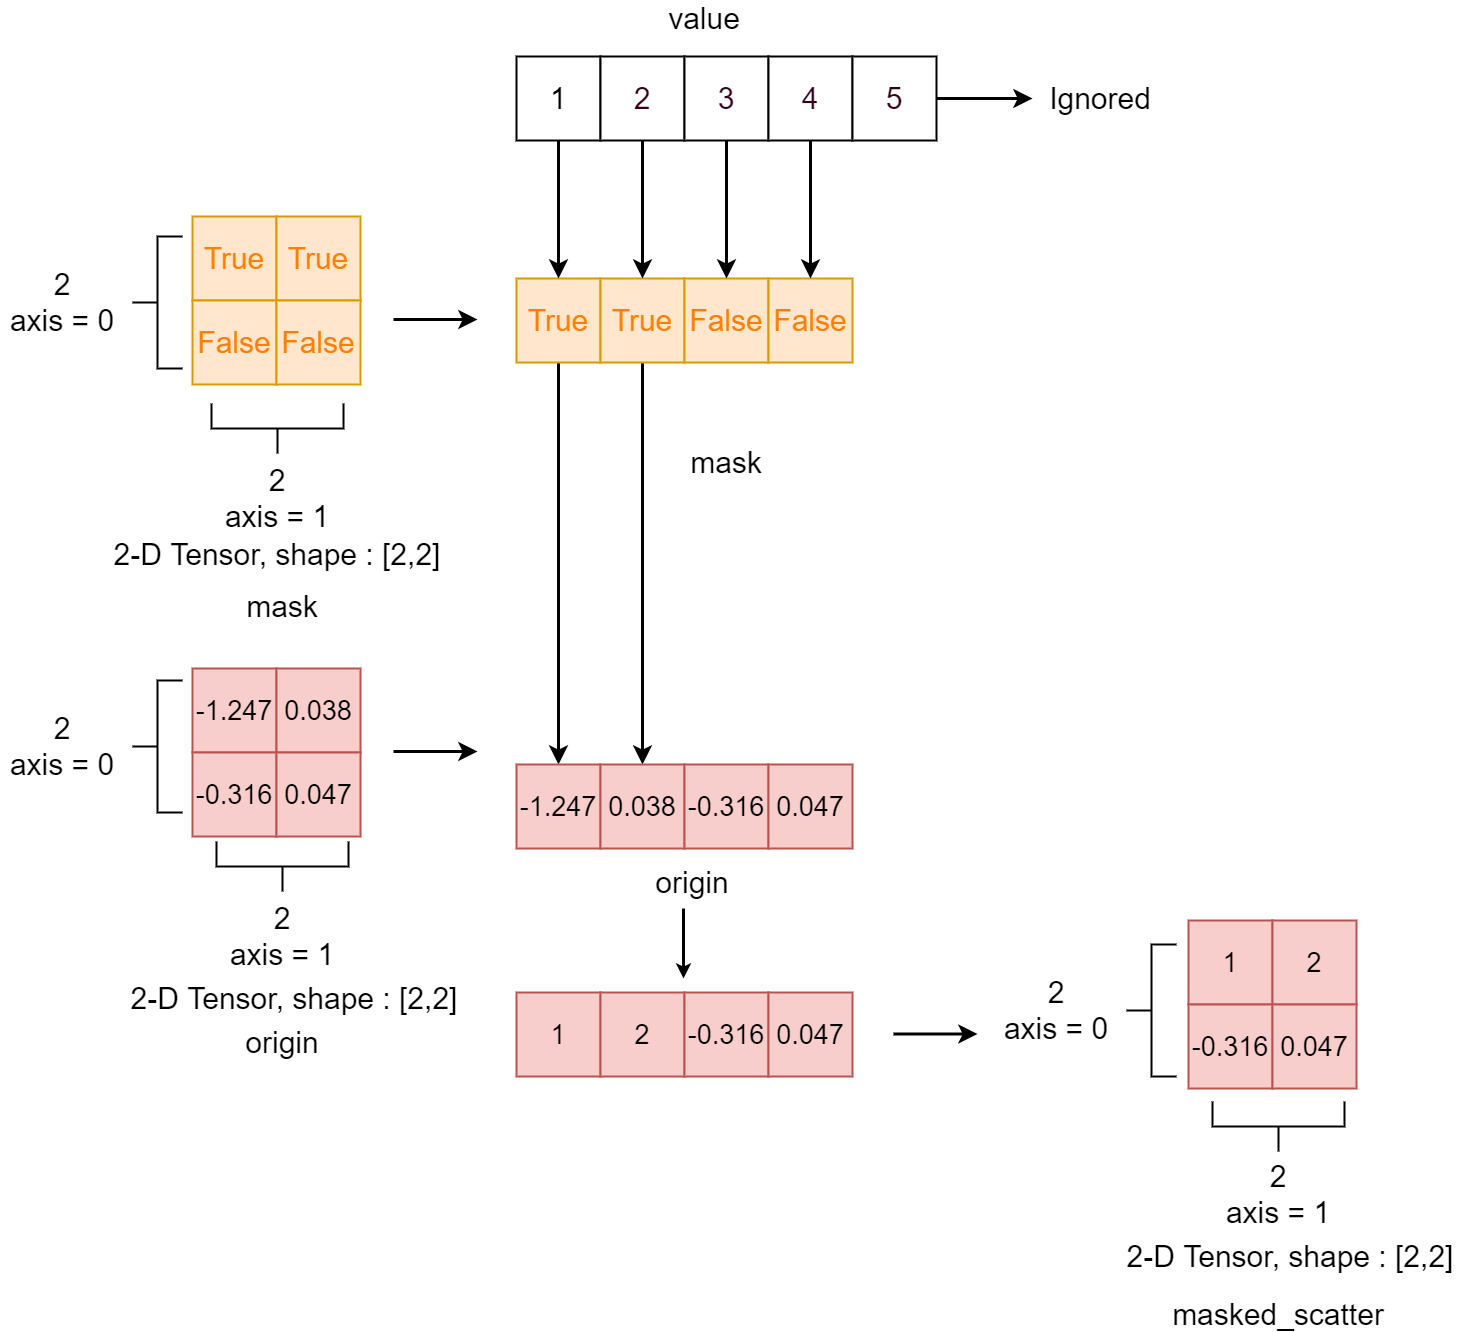 value
1 2 3 4 5
Ignored
True True
False False
2
axis = 0
2
axis = 1
2-D Tensor, shape : [2,2]
mask
True True False False
mask
-1.247 0.038
-0.316 0.047
2
axis = 0
2
axis = 1
2-D Tensor, shape : [2,2]
origin
-1.247 0.038 -0.316 0.047
origin
1 2 -0.316 0.047
1 2
-0.316 0.047
2
axis = 0
2
axis = 1
2-D Tensor, shape : [2,2]
masked_scatter